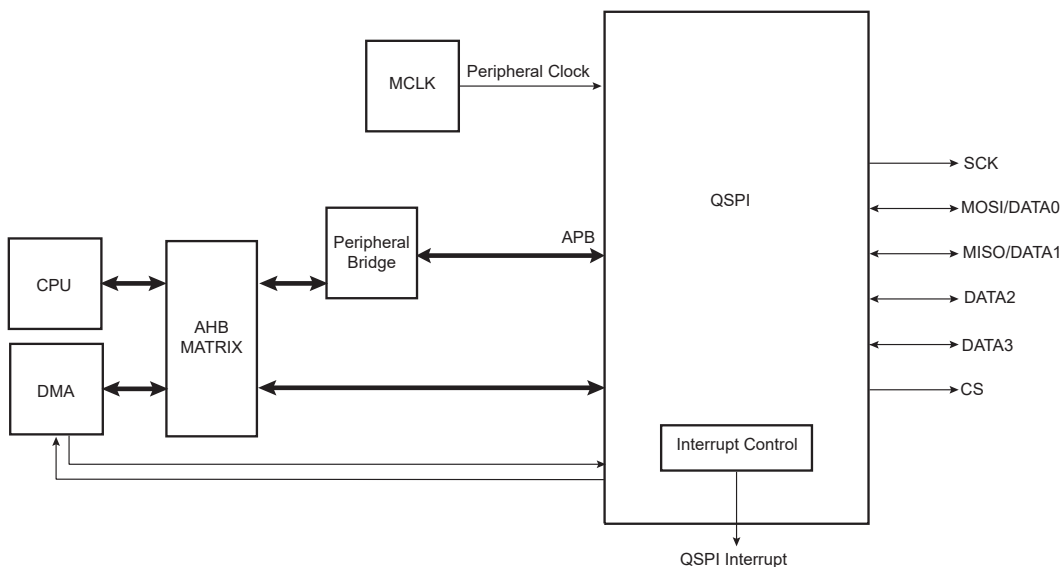 MCLK
Peripheral Clock
QSPI
SCK
MOSI/DATA0
MISO/DATA1
DATA2
DATA3
CS
CPU
DMA
AHB
MATRIX
Peripheral
Bridge
APB
Interrupt Control
QSPI Interrupt